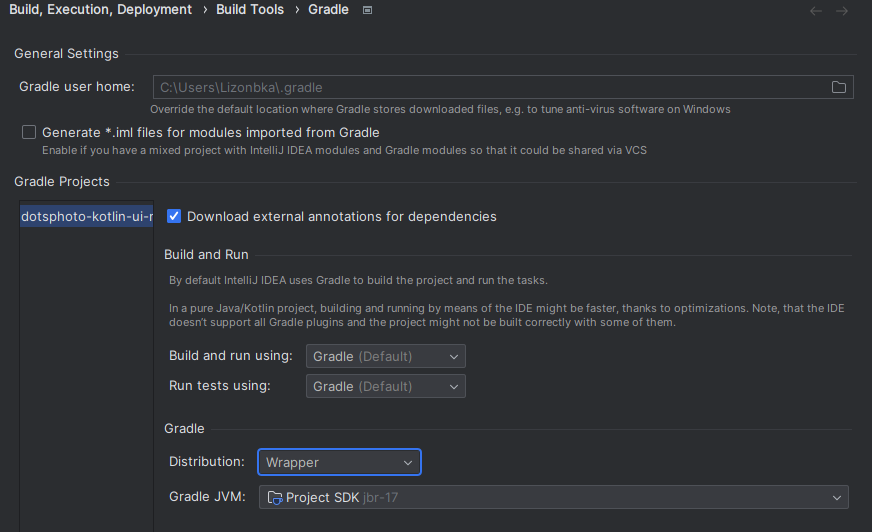 Build, Execution, Deployment › Build Tools › Gradle
General Settings
Gradle user home: C:\Users\Lizonbka\.gradle
Override the default location where Gradle stores downloaded files, e.g. to tune anti-virus software on Windows
Generate *.iml files for modules imported from Gradle
Enable if you have a mixed project with IntelliJ IDEA modules and Gradle modules so that it could be shared via VCS
Gradle Projects
dotsphoto-kotlin-ui-r
Download external annotations for dependencies
Build and Run
By default IntelliJ IDEA uses Gradle to build the project and run the tasks.
In a pure Java/Kotlin project, building and running by means of the IDE might be faster, thanks to optimizations. Note, that the IDE
doesn't support all Gradle plugins and the project might not be built correctly with some of them.
Build and run using: Gradle (Default)
Run tests using: Gradle (Default)
Gradle
Distribution: Wrapper
Gradle JVM: Project SDK jbr-17